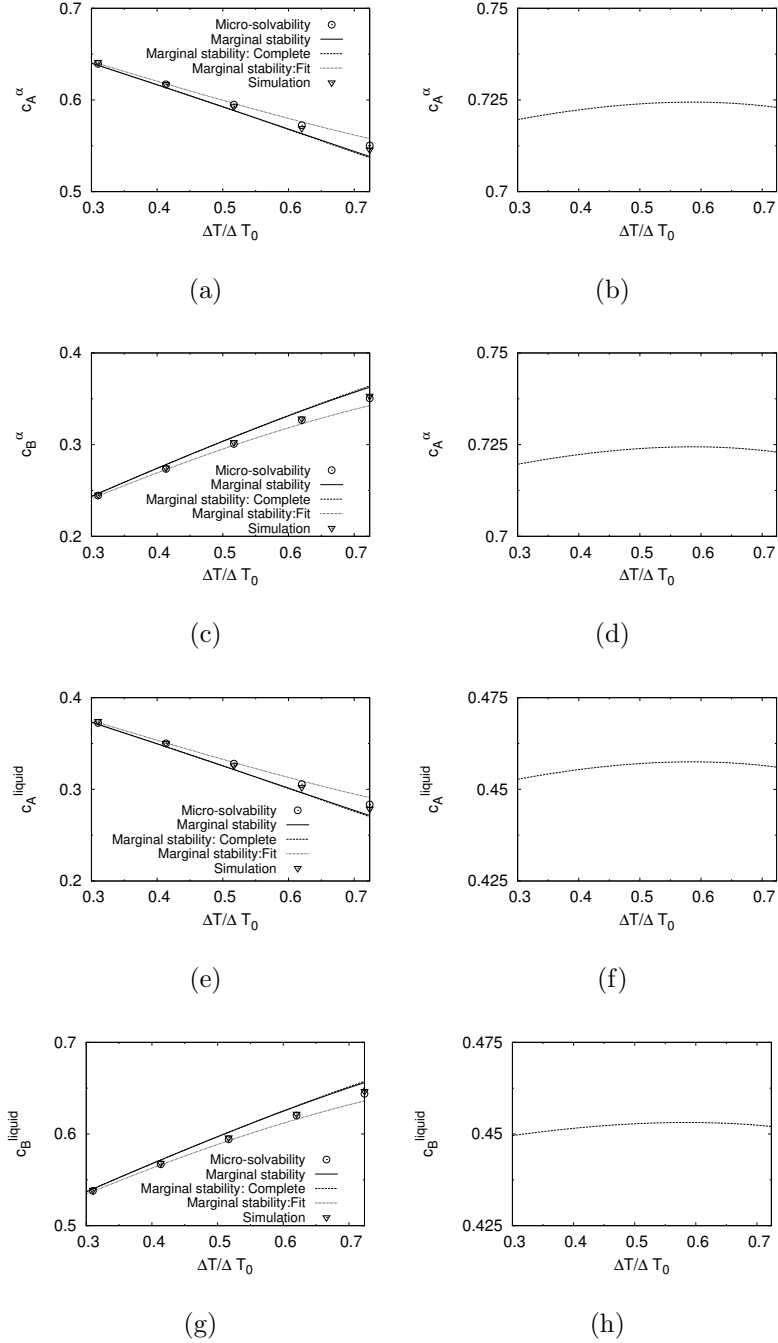 0.7
Micro-solvability
Marginal stability
Marginal stability: Complete
Marginal stability:Fit
Simulation
0.6
0.5
c_A^α
0.3 0.4 0.5 0.6 0.7
ΔT/Δ T_0
(a)
0.75
0.725
0.7
c_A^α
0.3 0.4 0.5 0.6 0.7
ΔT/Δ T_0
(b)
0.4
0.3
0.2
c_B^α
Micro-solvability
Marginal stability
Marginal stability: Complete
Marginal stability:Fit
Simulation
0.3 0.4 0.5 0.6 0.7
ΔT/Δ T_0
(c)
0.75
0.725
0.7
c_A^α
0.3 0.4 0.5 0.6 0.7
ΔT/Δ T_0
(d)
0.4
0.3
0.2
c_A^liquid
Micro-solvability
Marginal stability
Marginal stability: Complete
Marginal stability:Fit
Simulation
0.3 0.4 0.5 0.6 0.7
ΔT/Δ T_0
(e)
0.475
0.45
0.425
c_A^liquid
0.3 0.4 0.5 0.6 0.7
ΔT/Δ T_0
(f)
0.7
0.6
0.5
c_B^liquid
Micro-solvability
Marginal stability
Marginal stability: Complete
Marginal stability:Fit
Simulation
0.3 0.4 0.5 0.6 0.7
ΔT/Δ T_0
(g)
0.475
0.45
0.425
c_B^liquid
0.3 0.4 0.5 0.6 0.7
ΔT/Δ T_0
(h)